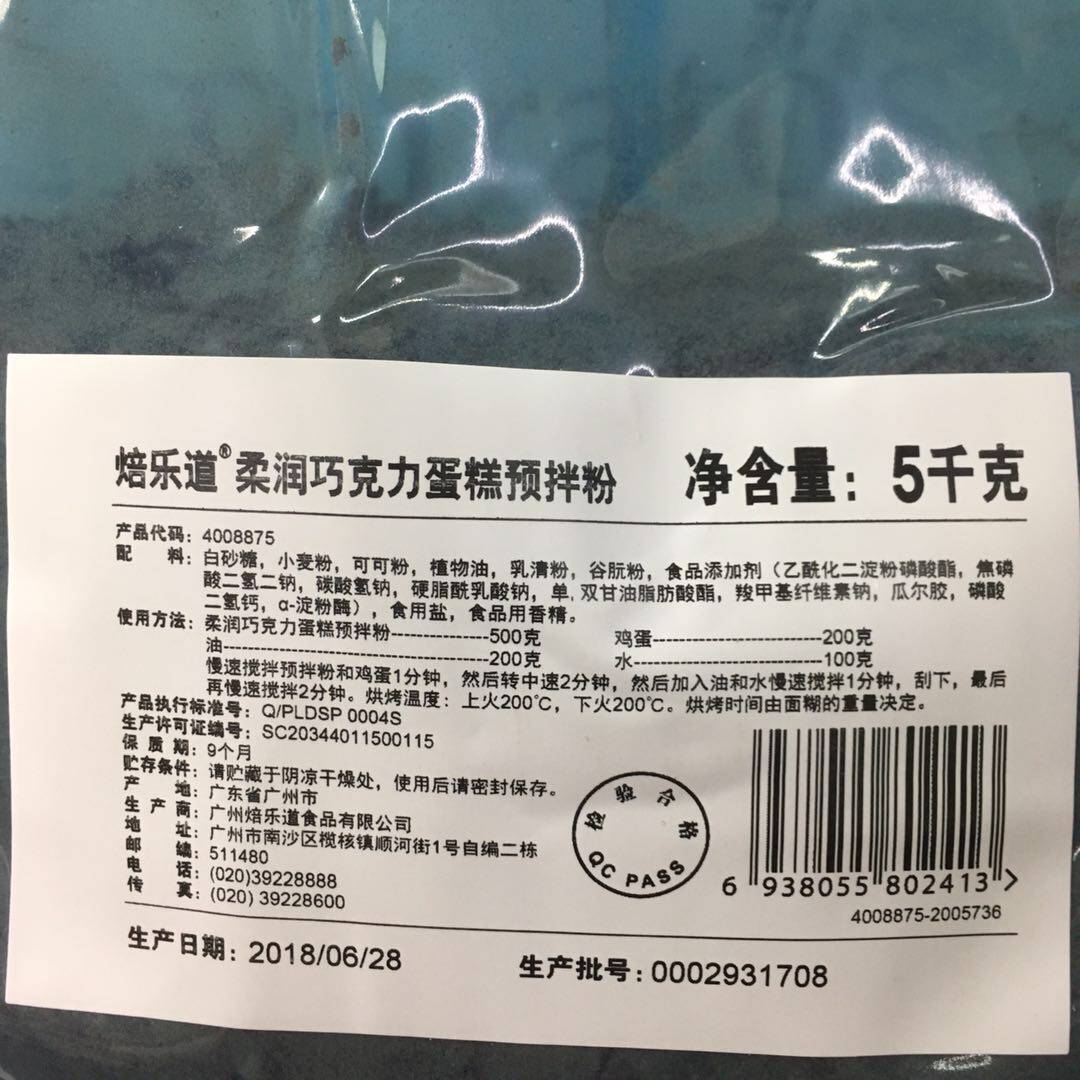 焙乐道®柔润巧克力蛋糕预拌粉 净含量：5千克
产品代码：4008875
配 料：白砂糖，小麦粉，可可粉，植物油，乳清粉，谷朊粉，食品添加剂（乙酰化二淀粉磷酸酯，焦磷
酸二氢二钠，碳酸氢钠，硬脂酰乳酸钠，单，双甘油脂肪酸酯，羧甲基纤维素钠，瓜尔胶，磷酸
二氢钙，α-淀粉酶），食用盐，食品用香精。
使用方法：柔润巧克力蛋糕预拌粉----------------500克 鸡蛋----------------------------200克
油--------------------------------------------200克 水--------------------------------100克
慢速搅拌预拌粉和鸡蛋1分钟，然后转中速2分钟，然后加入油和水慢速搅拌1分钟，刮下，最后
再慢速搅拌2分钟。烘烤温度：上火200℃，下火200℃。烘烤时间由面糊的重量决定。
产品执行标准号：Q/PLDSP 0004S
生产许可证编号：SC20344011500115
保 质 期：9个月
贮存条件：请贮藏于阴凉干燥处，使用后请密封保存。
产 地：广东省广州市
生 产 商：广州焙乐道食品有限公司
地 址：广州市南沙区榄核镇顺河街1号自编二栋
邮 编：511480
电 话：(020)39228888
传 真：(020) 39228600
检验合格
QC PASS
6 938055 802413 >
4008875-2005736
生产日期：2018/06/28 生产批号：0002931708